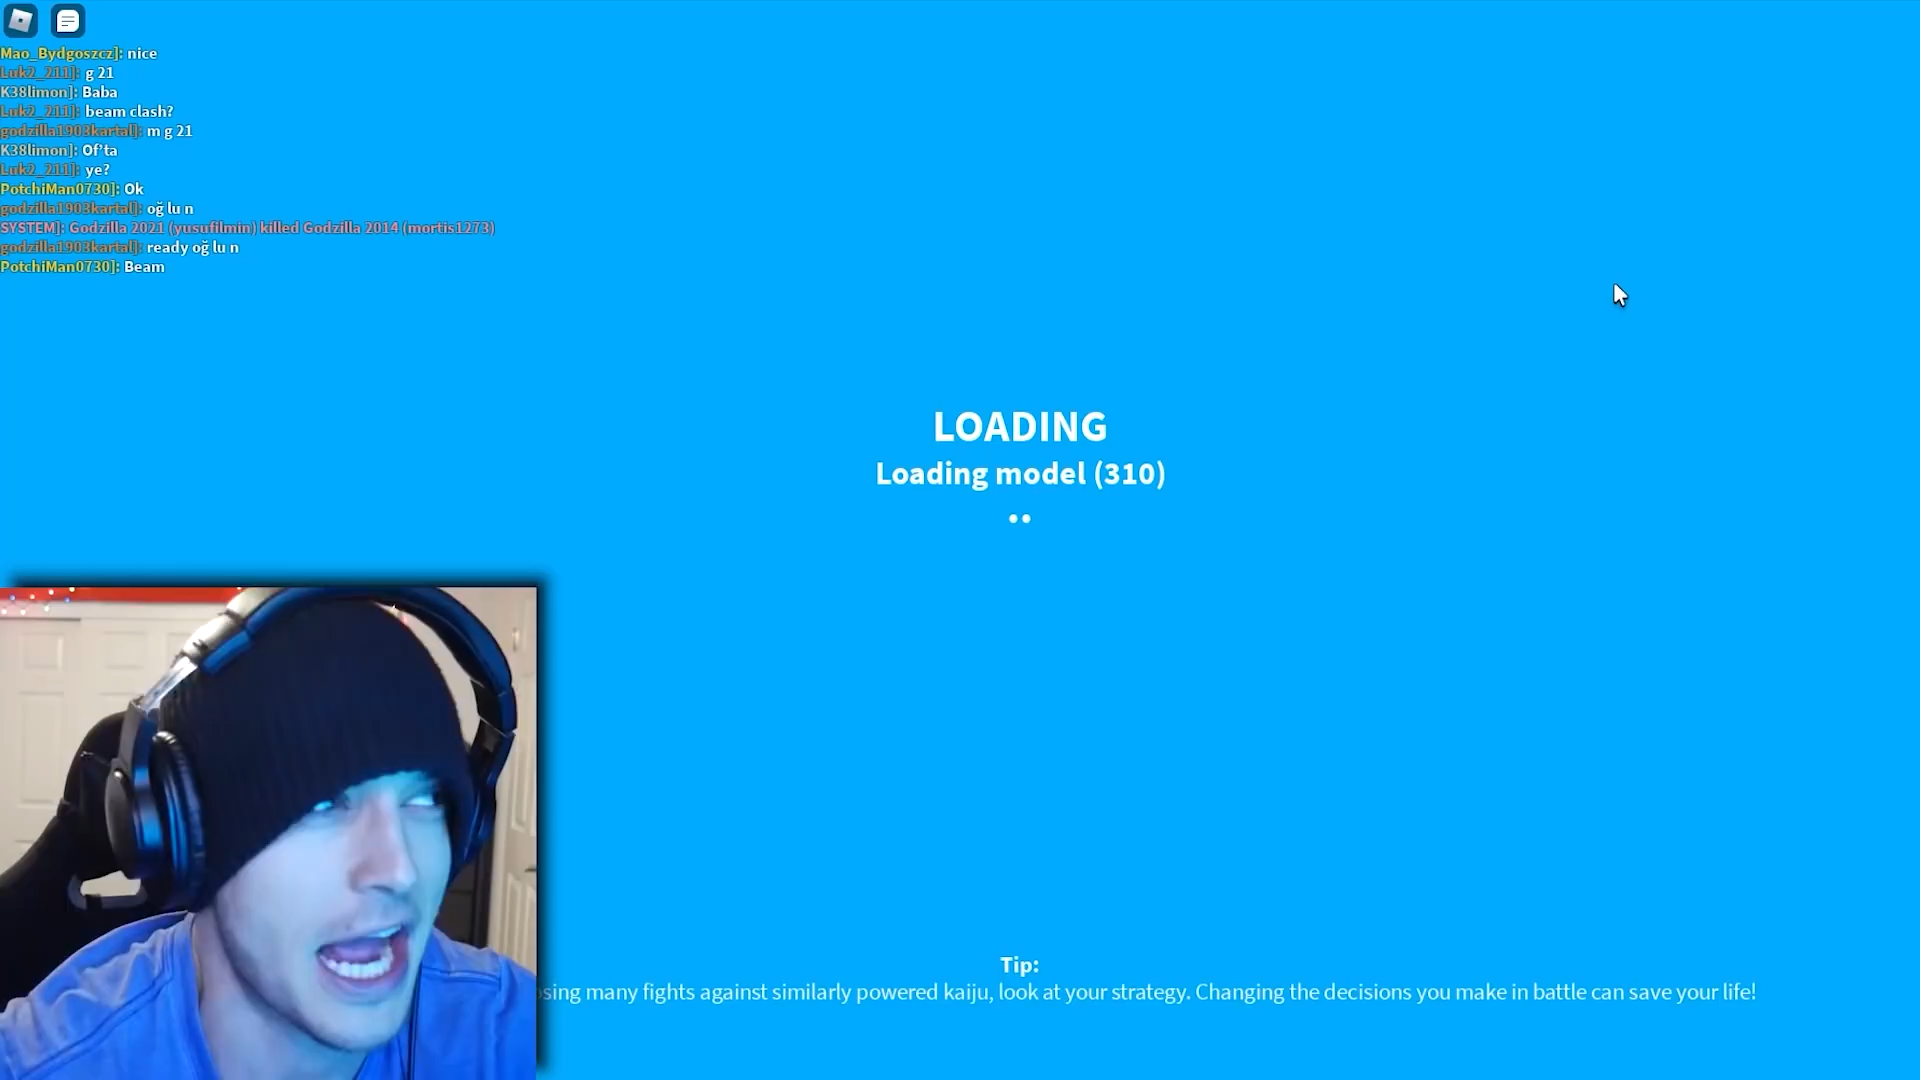 Mao_Bydgoszcz]: nice
Luk2_211]: g 21
K38limon]: Baba
Luk2_211]: beam clash?
godzilla1903kartal]: m g 21
K38limon]: Of'ta
Luk2_211]: ye?
PotchiMan0730]: Ok
godzilla1903kartal]: oğ lu n
SYSTEM]: Godzilla 2021 (yusufilmin) killed Godzilla 2014 (mortis1273)
godzilla1903kartal]: ready oğ lu n
PotchiMan0730]: Beam
LOADING
Loading model (310)
Tip:
many fights against similarly powered kaiju, look at your strategy. Changing the decisions you make in battle can save your life!